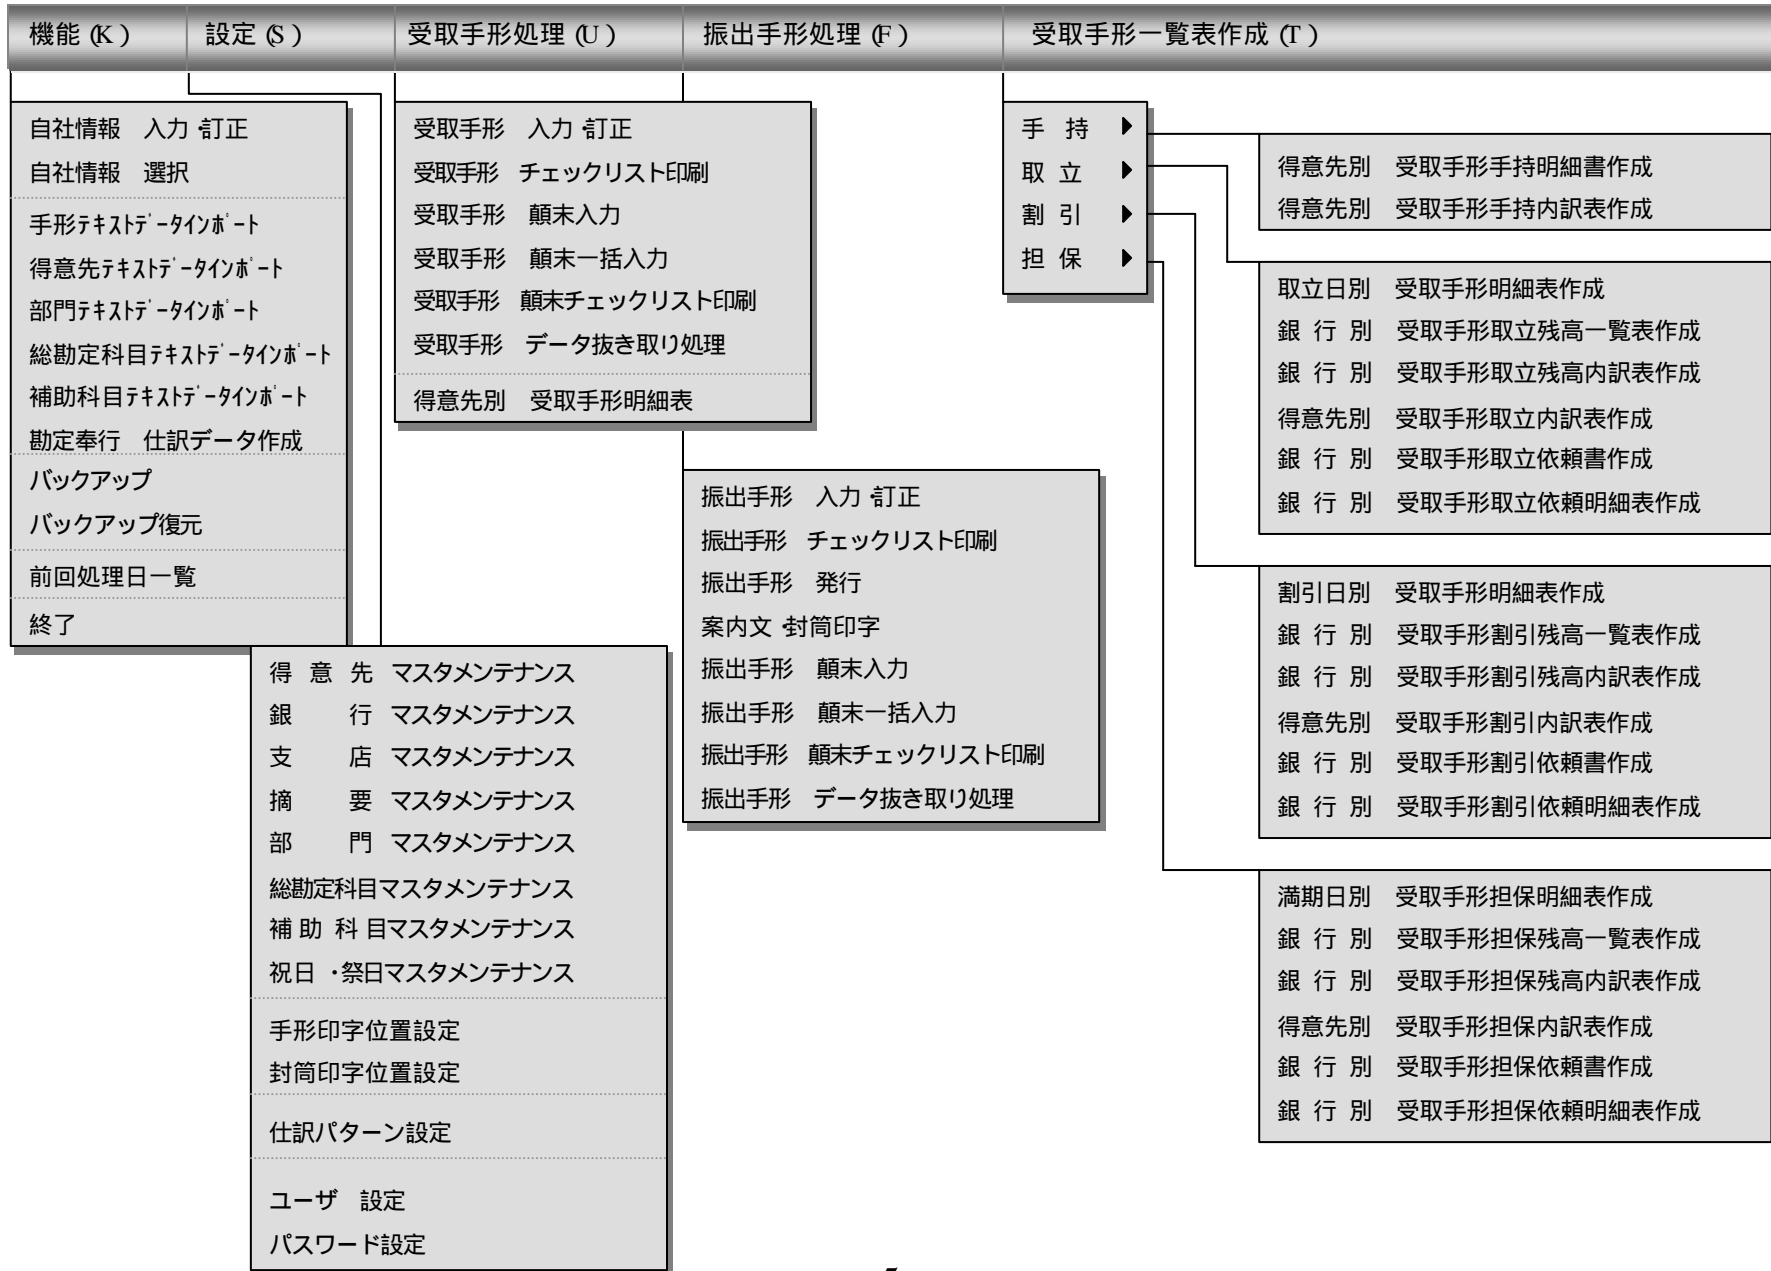 機能(K) 設定(S) 受取手形処理(U) 振出手形処理(F) 受取手形一覧表作成(T)
自社情報 入力・訂正
自社情報 選択
手形ﾃｷｽﾄﾃﾞｰﾀｲﾝﾎﾟｰﾄ
得意先ﾃｷｽﾄﾃﾞｰﾀｲﾝﾎﾟｰﾄ
部門ﾃｷｽﾄﾃﾞｰﾀｲﾝﾎﾟｰﾄ
総勘定科目ﾃｷｽﾄﾃﾞｰﾀｲﾝﾎﾟｰﾄ
補助科目ﾃｷｽﾄﾃﾞｰﾀｲﾝﾎﾟｰﾄ
勘定奉行 仕訳データ作成
バックアップ
バックアップ復元
前回処理日一覧
終了
得 意 先 マスタメンテナンス
銀 行 マスタメンテナンス
支 店 マスタメンテナンス
摘 要 マスタメンテナンス
部 門 マスタメンテナンス
総勘定科目マスタメンテナンス
補 助 科 目マスタメンテナンス
祝日・祭日マスタメンテナンス
手形印字位置設定
封筒印字位置設定
仕訳パターン設定
ユーザ 設定
パスワード設定
受取手形 入力・訂正
受取手形 チェックリスト印刷
受取手形 顛末入力
受取手形 顛末一括入力
受取手形 顛末チェックリスト印刷
受取手形 データ抜き取り処理
得意先別 受取手形明細表
振出手形 入力・訂正
振出手形 チェックリスト印刷
振出手形 発行
案内文・封筒印字
振出手形 顛末入力
振出手形 顛末一括入力
振出手形 顛末チェックリスト印刷
振出手形 データ抜き取り処理
手 持
取 立
割 引
担 保
得意先別 受取手形手持明細書作成
得意先別 受取手形手持内訳表作成
取立日別 受取手形明細表作成
銀 行 別 受取手形取立残高一覧表作成
銀 行 別 受取手形取立残高内訳表作成
得意先別 受取手形取立内訳表作成
銀 行 別 受取手形取立依頼書作成
銀 行 別 受取手形取立依頼明細表作成
割引日別 受取手形明細表作成
銀 行 別 受取手形割引残高一覧表作成
銀 行 別 受取手形割引残高内訳表作成
得意先別 受取手形割引内訳表作成
銀 行 別 受取手形割引依頼書作成
銀 行 別 受取手形割引依頼明細表作成
満期日別 受取手形担保明細表作成
銀 行 別 受取手形担保残高一覧表作成
銀 行 別 受取手形担保残高内訳表作成
得意先別 受取手形担保内訳表作成
銀 行 別 受取手形担保依頼書作成
銀 行 別 受取手形担保依頼明細表作成